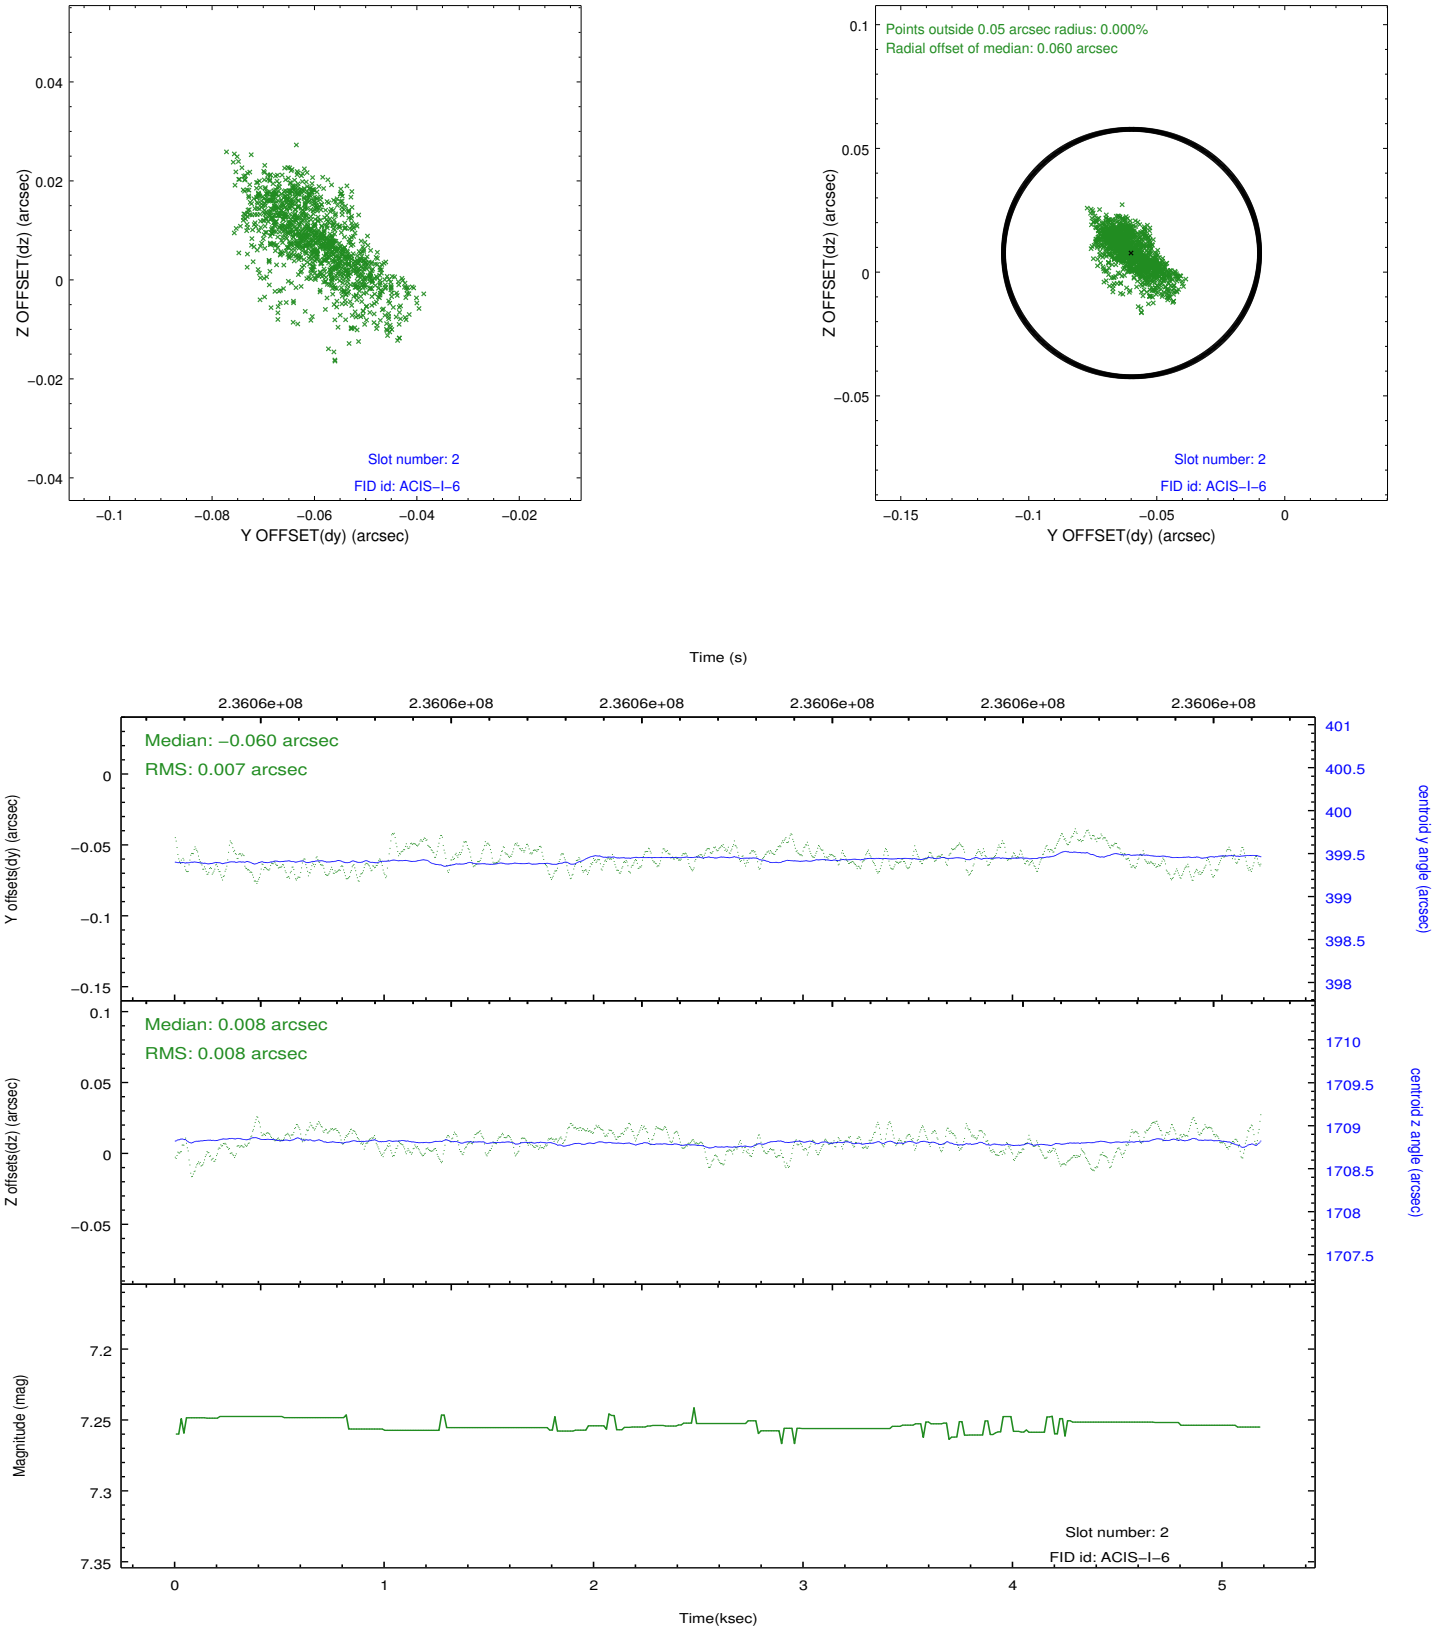 0.04
0.02
0
−0.02
−0.04
Z OFFSET(dz) (arcsec)
Slot number: 2
FID id: ACIS−I−6
−0.1
−0.08
−0.06
−0.04
−0.02
Y OFFSET(dy) (arcsec)
Points outside 0.05 arcsec radius: 0.000%
Radial offset of median: 0.060 arcsec
0.1
0.05
0
−0.05
Z OFFSET(dz) (arcsec)
Slot number: 2
FID id: ACIS−I−6
−0.15
−0.1
−0.05
0
Y OFFSET(dy) (arcsec)
Time (s)
2.3606e+08
2.3606e+08
2.3606e+08
2.3606e+08
2.3606e+08
2.3606e+08
Median: −0.060 arcsec
RMS: 0.007 arcsec
0
−0.05
−0.1
−0.15
Y offsets(dy) (arcsec)
401
400.5
400
399.5
399
398.5
398
centroid y angle (arcsec)
Median: 0.008 arcsec
RMS: 0.008 arcsec
0.1
0.05
0
−0.05
Z offsets(dz) (arcsec)
1710
1709.5
1709
1708.5
1708
1707.5
centroid z angle (arcsec)
7.2
7.25
7.3
7.35
Magnitude (mag)
Slot number: 2
FID id: ACIS−I−6
0
1
2
3
4
5
Time(ksec)